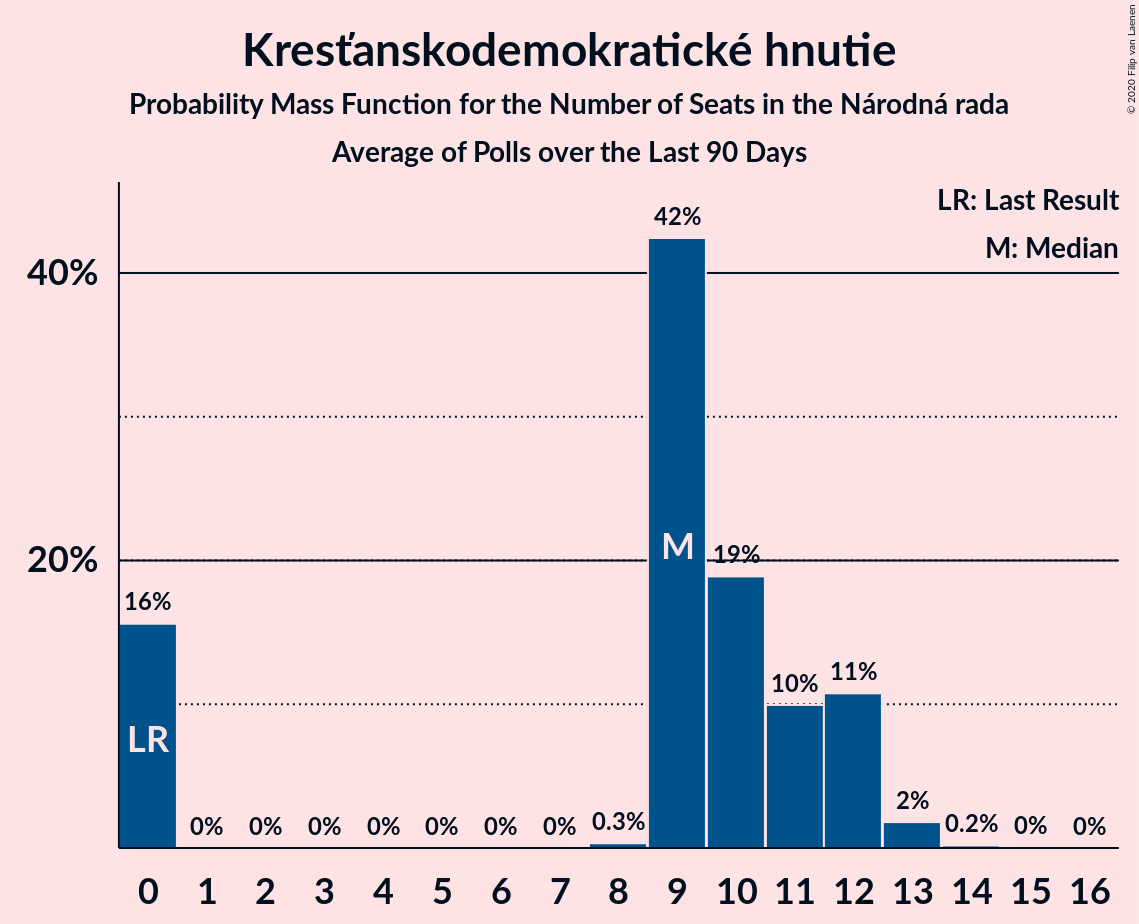 Kresťanskodemokratické hnutie
Probability Mass Function for the Number of Seats in the Národná rada
Average of Polls over the Last 90 Days
© 2020 Filip van Laenen
LR: Last Result
M: Median
42%
40%
M
19%
20%
16%
11%
10%
LR
2%
0% 0% 0% 0% 0% 0% 0% 0.3% 0.2% 0% 0%
0 1 2 3 4 5 6 7 8 9 10 11 12 13 14 15 16